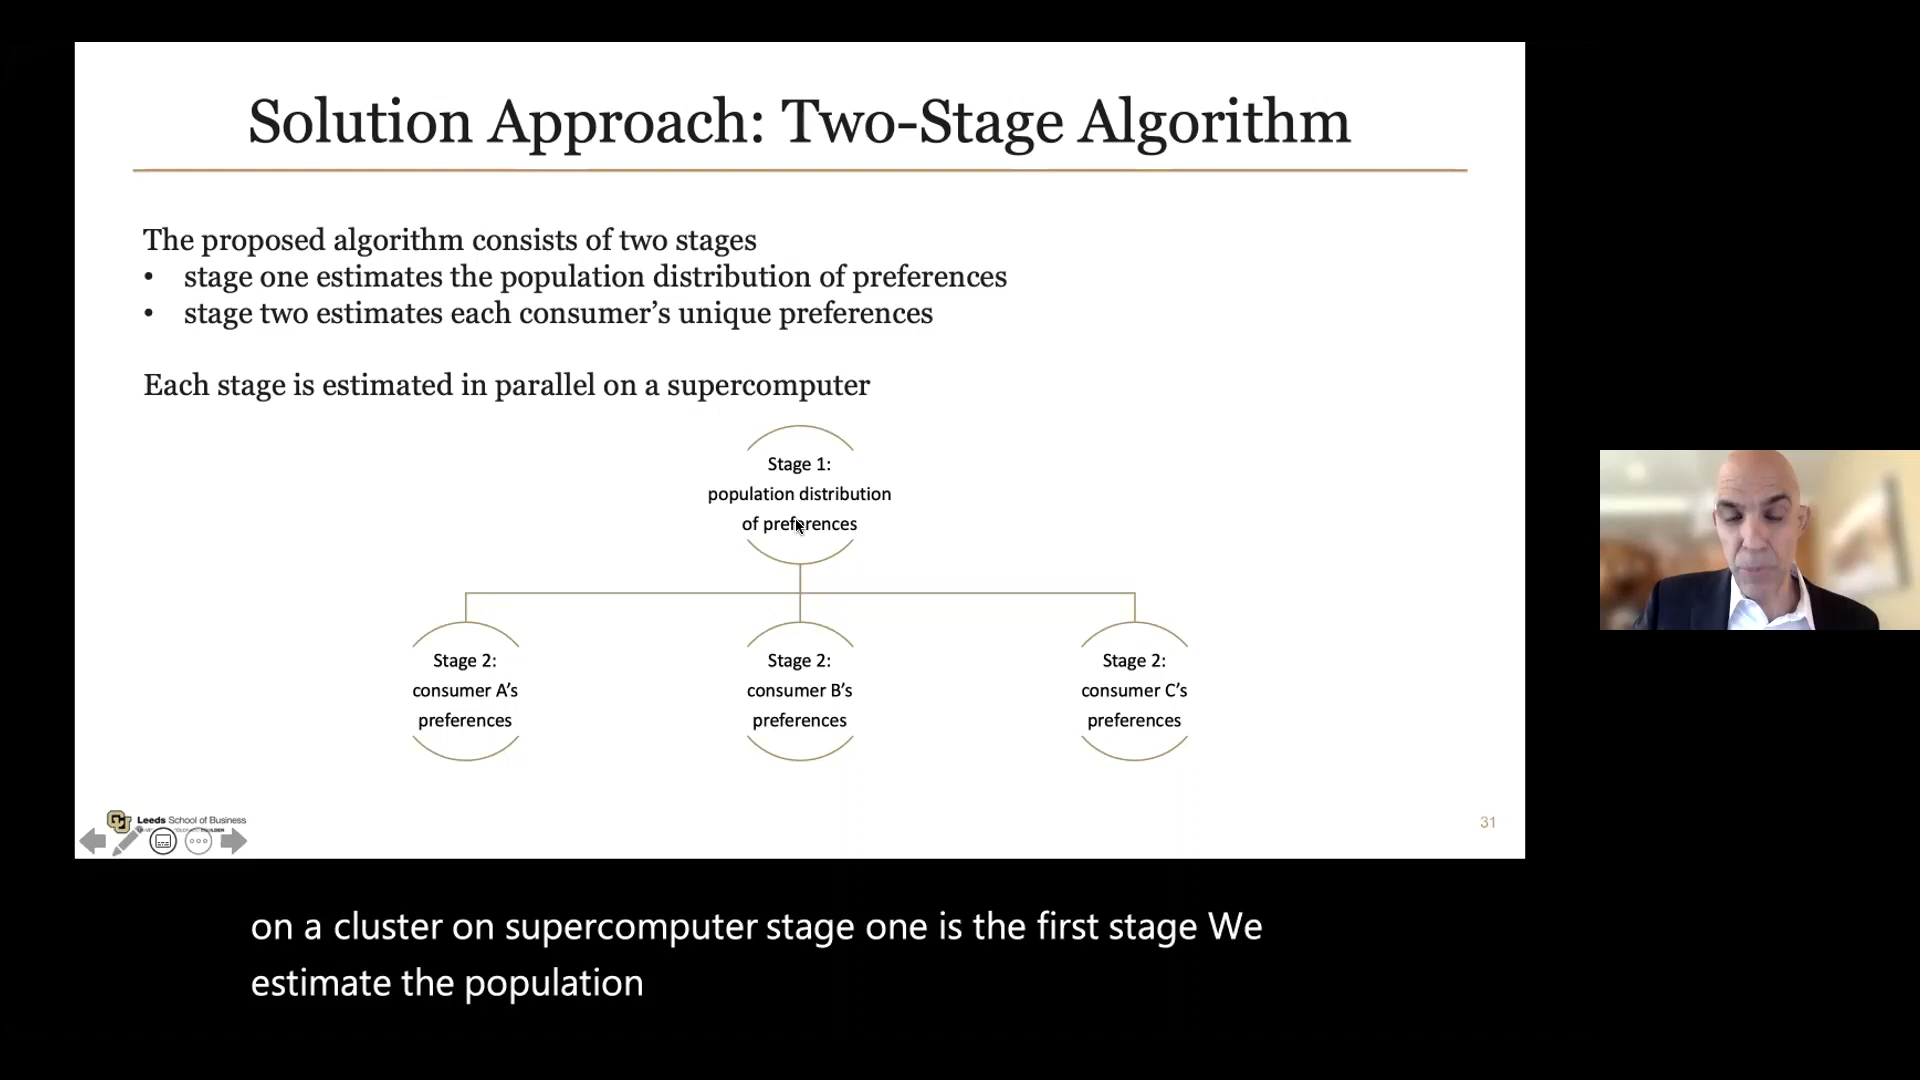 Solution Approach: Two-Stage Algorithm
The proposed algorithm consists of two stages
• stage one estimates the population distribution of preferences
• stage two estimates each consumer’s unique preferences
Each stage is estimated in parallel on a supercomputer
Stage 1:
population distribution
of preferences
Stage 2:
consumer A’s
preferences
Stage 2:
consumer B’s
preferences
Stage 2:
consumer C’s
preferences
Leeds School of Business
31
on a cluster on supercomputer stage one is the first stage We
estimate the population